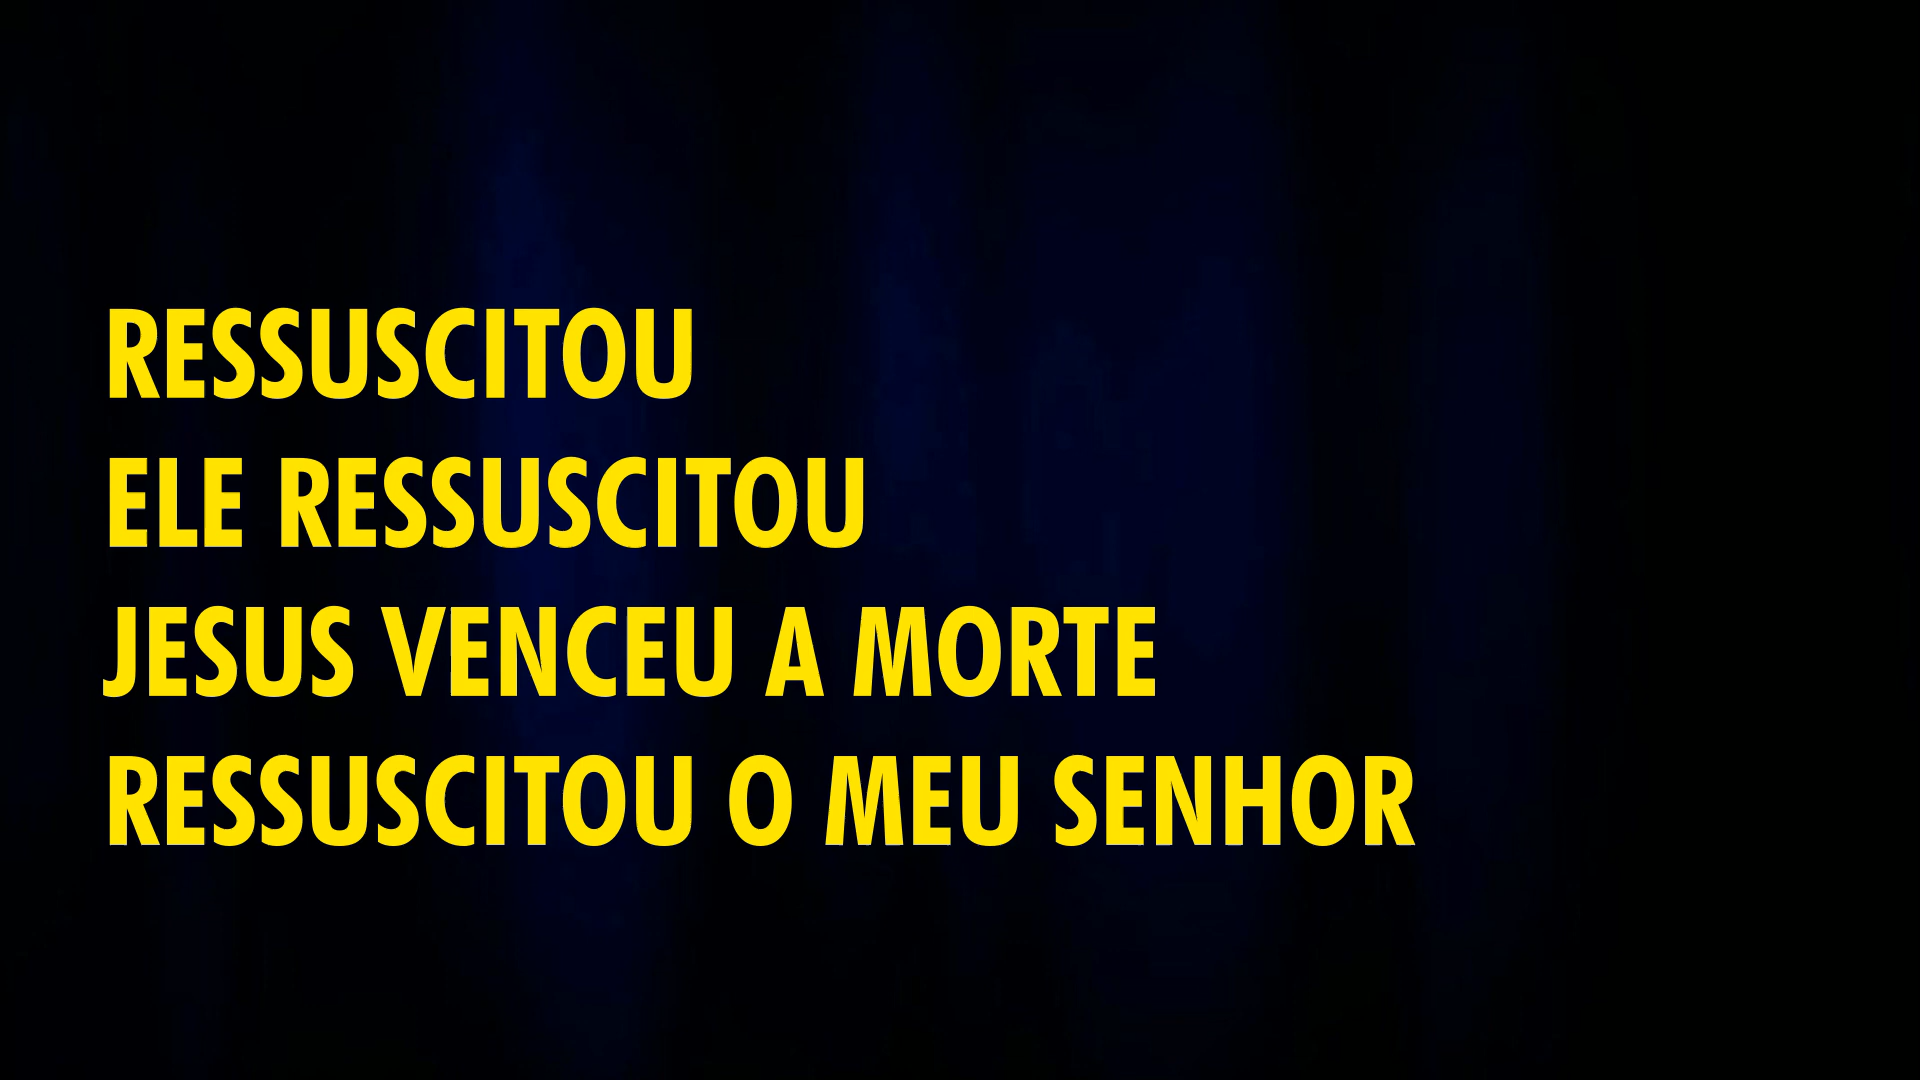 RESSUSCITOU
ELE RESSUSCITOU
JESUS VENCEU A MORTE
RESSUSCITOU O MEU SENHOR